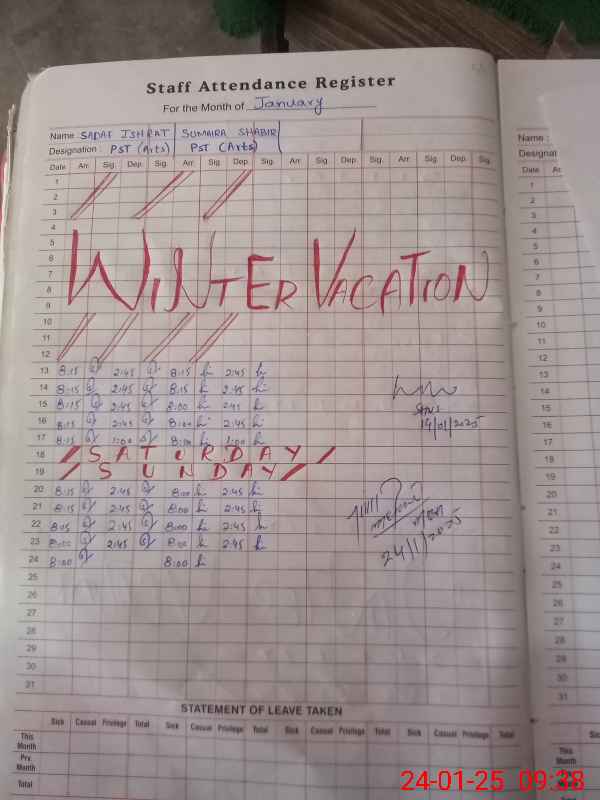 Staff Attendance Register
For the Month of January
Name SADAF ISHRAT SUMAIRA SHABIR
Designation: PST (Arts) PST (Arts)
Date Arr. Sig. Dep. Sig. Arr. Sig. Dep. Sig. Arr. Sig. Dep. Sig. Arr. Sig. Dep. Sig.
1
2
3
4
5
6
7
8
9
WINTER VACATION
10
11
12
13 8:15 2:45 8:15 2:45
14 8:15 2:45 8:15 2:45
15 8:15 2:45 8:00 2:45
16 8:15 2:45 8:00 2:45
14/01/2025
17 8:15 1:00 8:00 1:00
18 SATURDAY
19 SUNDAY
20 8:15 2:45 8:00 2:45
21 8:15 2:45 8:00 2:45
22 8:05 2:45 8:00 2:45
23 8:00 2:45 8:00 2:45
24 8:00 8:00
24/1/2025
25
26
27
28
29
30
31
STATEMENT OF LEAVE TAKEN
Sick Casual Privilege Total Sick Casual Privilege Total Sick Casual Privilege Total Sick Casual Privilege Total
This Month
Prv. Month
Total
Name :
Designat
Date Ar
1
2
3
4
5
6
7
8
9
10
11
12
13
14
15
16
17
18
19
20
21
22
23
24
25
26
27
28
29
30
31
Sic
This
Month
24-01-25 09:38